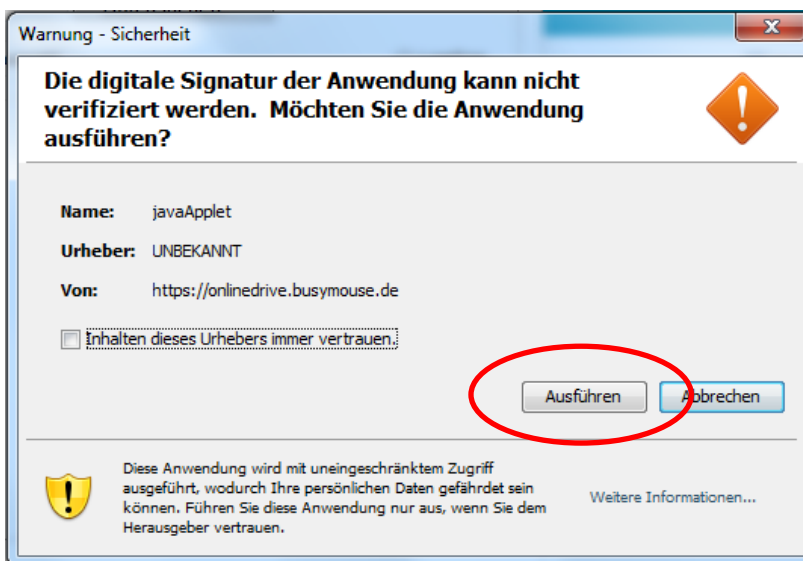 Warnung - Sicherheit
Die digitale Signatur der Anwendung kann nicht
verifiziert werden.  Möchten Sie die Anwendung
ausführen?
Name: javaApplet
Urheber: UNBEKANNT
Von: https://onlinedrive.busymouse.de
Inhalten dieses Urhebers immer vertrauen.
Ausführen Abbrechen
Diese Anwendung wird mit uneingeschränktem Zugriff
ausgeführt, wodurch Ihre persönlichen Daten gefährdet sein
können. Führen Sie diese Anwendung nur aus, wenn Sie dem
Herausgeber vertrauen.
Weitere Informationen...